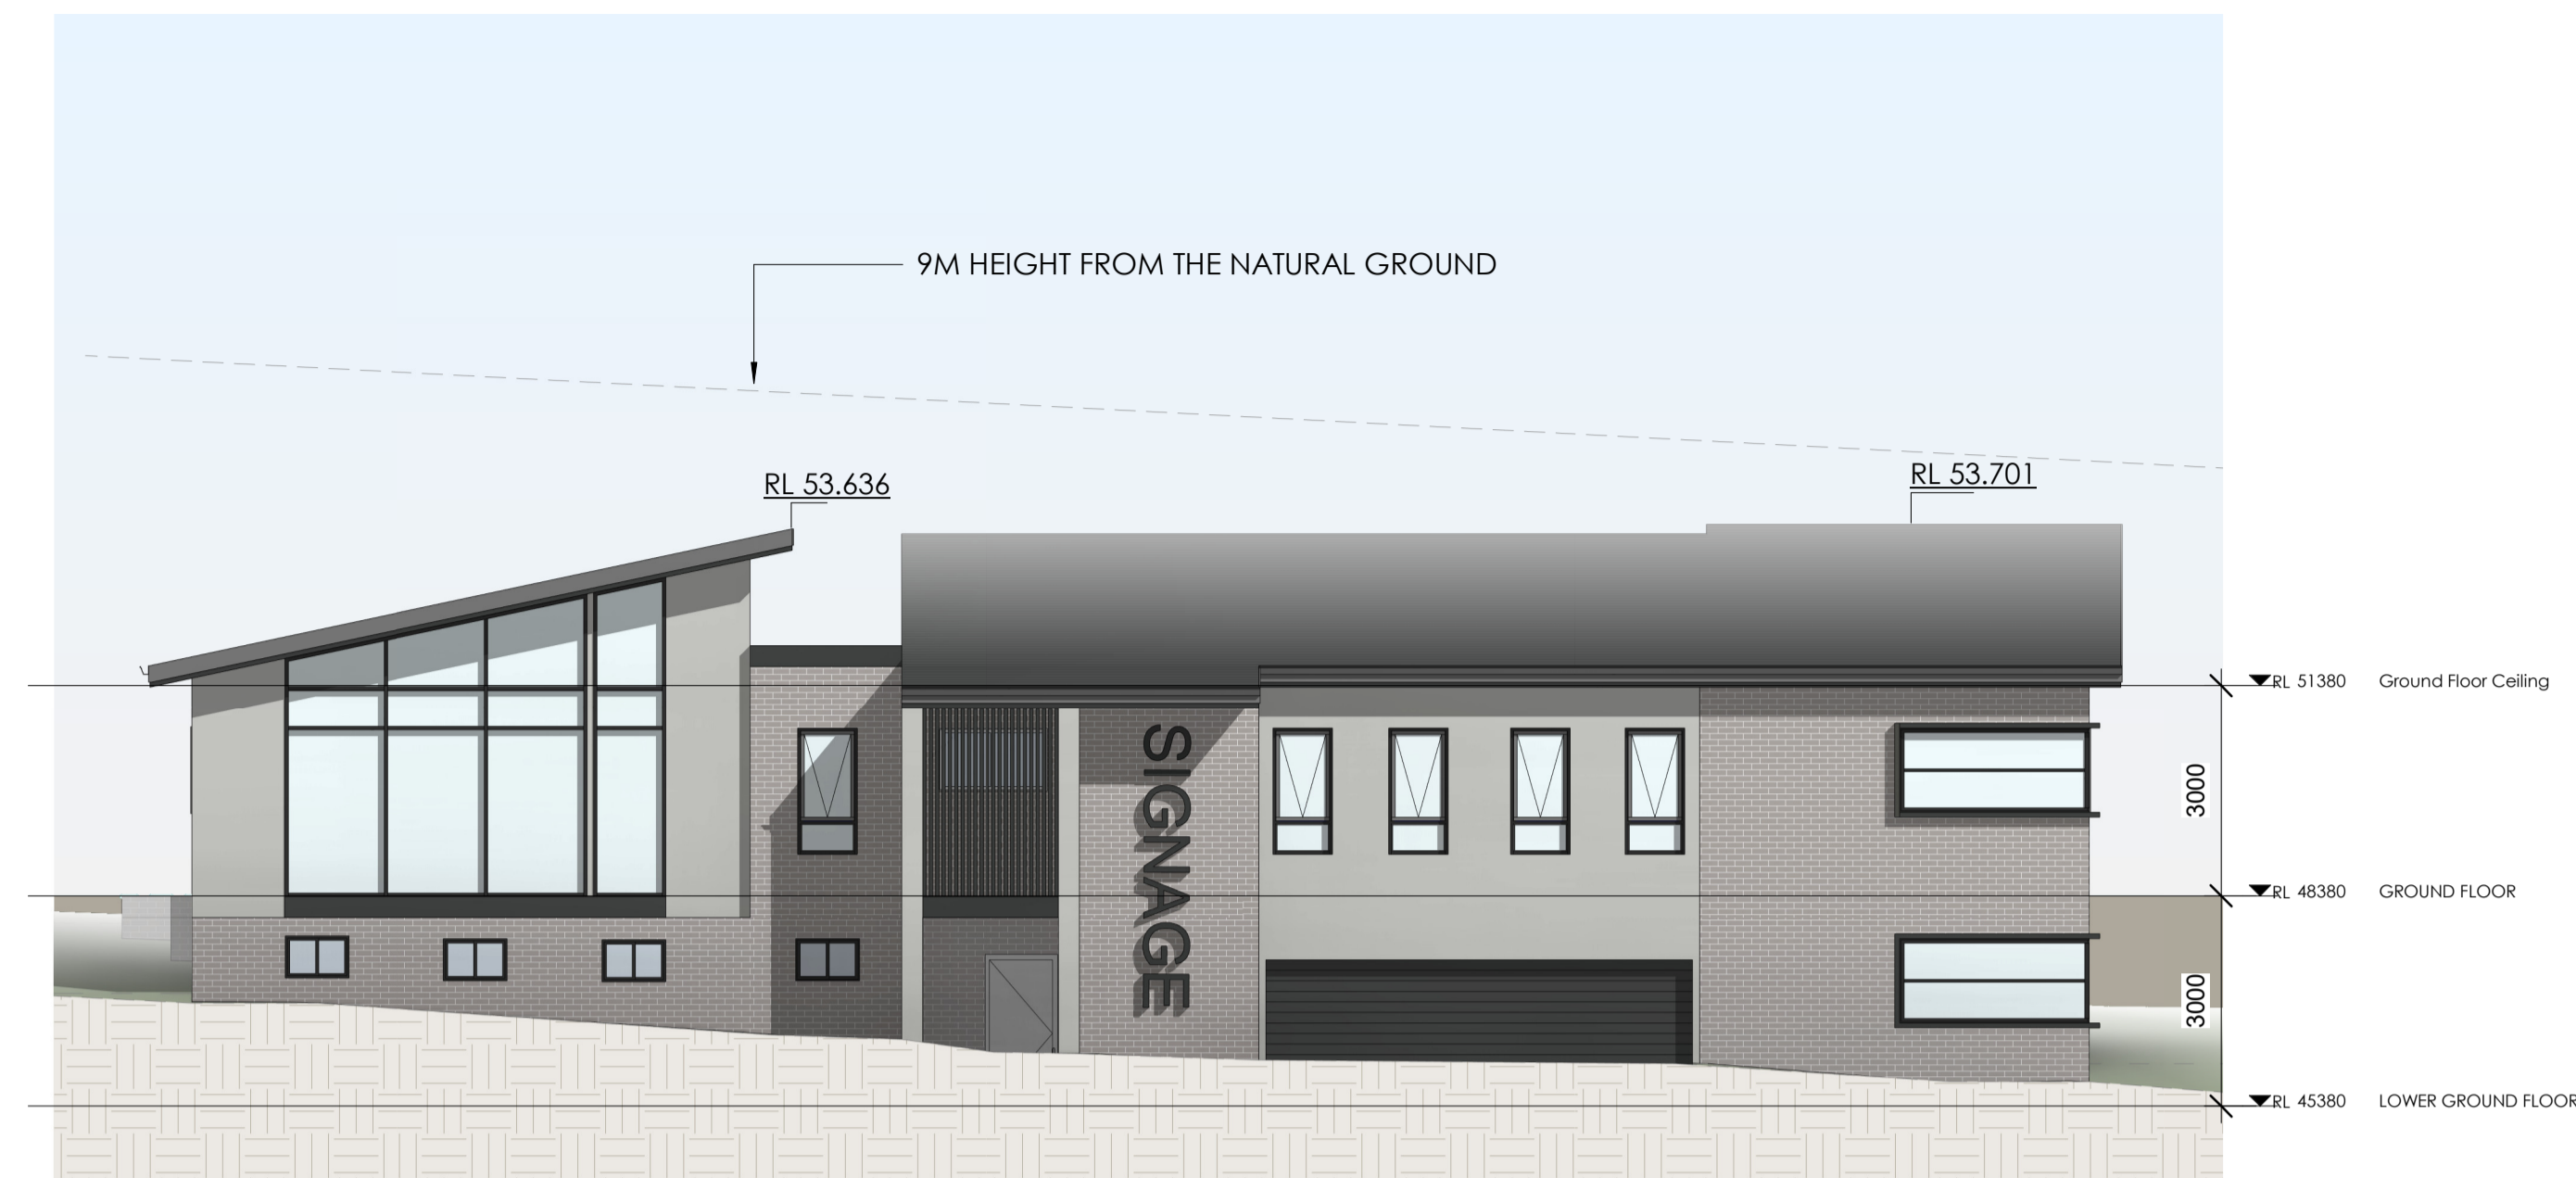 9M HEIGHT FROM THE NATURAL GROUND
RL 53.636
RL 53.701
RL 51380 Ground Floor Ceiling
3000
SIGNAGE
RL 48380 GROUND FLOOR
3000
RL 45380 LOWER GROUND FLOOR